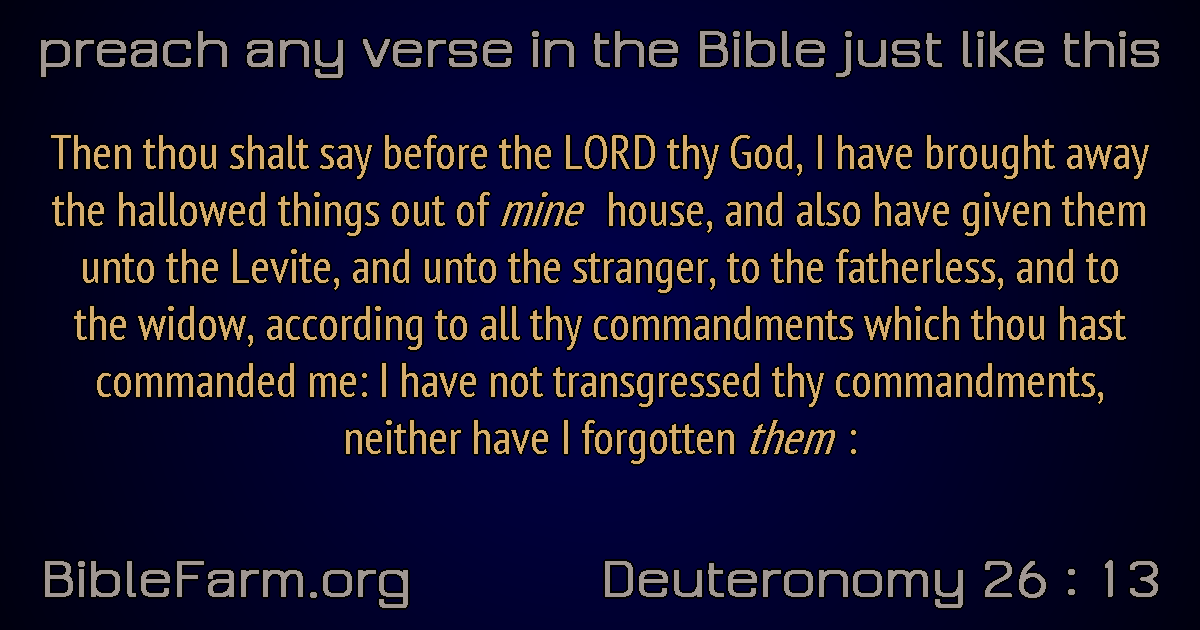 preach any verse in the Bible just like this
Then thou shalt say before the LORD thy God, I have brought away
the hallowed things out of mine house, and also have given them
unto the Levite, and unto the stranger, to the fatherless, and to
the widow, according to all thy commandments which thou hast
commanded me: I have not transgressed thy commandments,
neither have I forgotten them :
BibleFarm.org
Deuteronomy 26 : 13